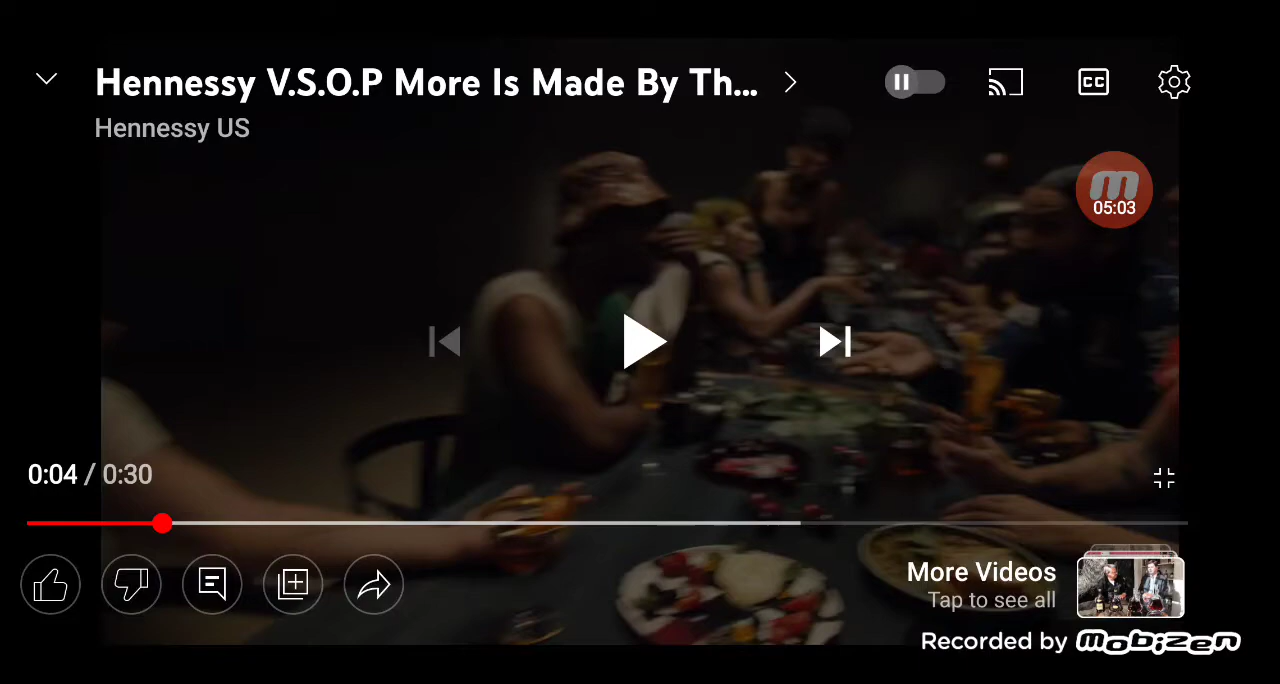 Hennessy V.S.O.P More Is Made By Th...
Hennessy US
CC
m
05:03
0:04 / 0:30
More Videos
Tap to see all
Recorded by mobizen